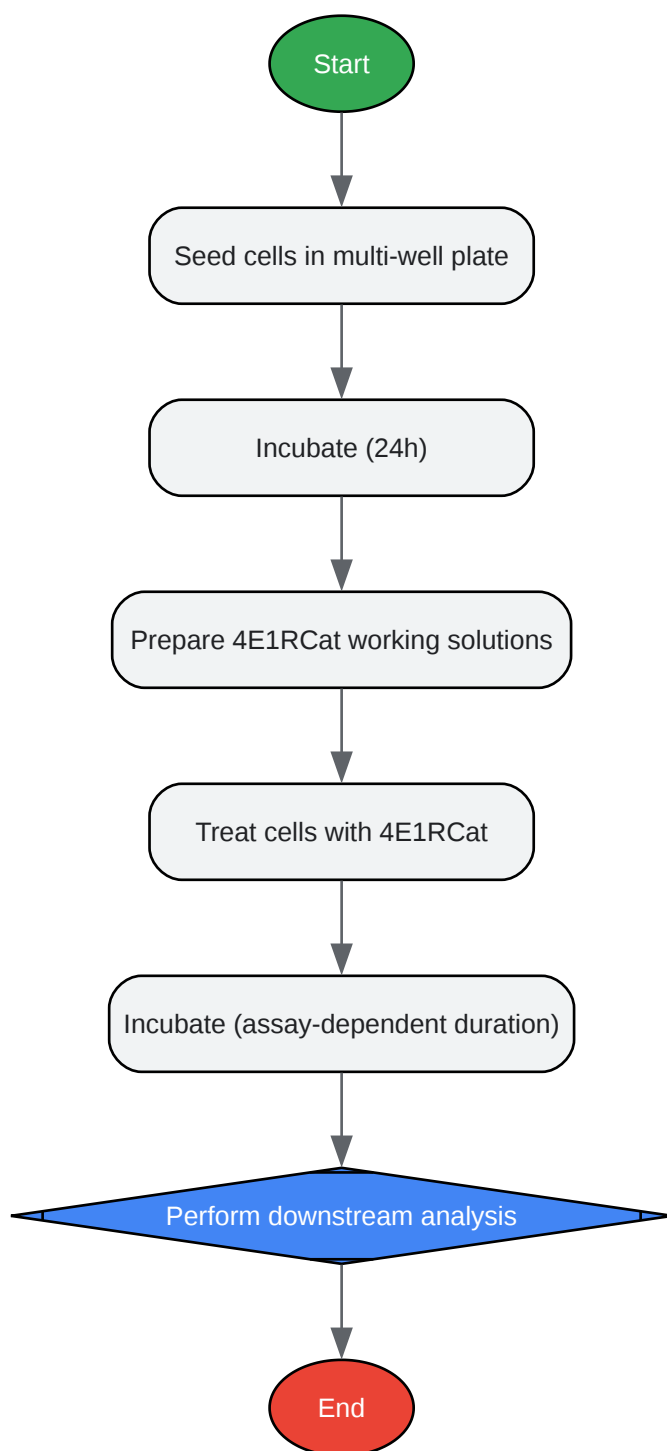 Start
Seed cells in multi-well plate
Incubate (24h)
Prepare 4E1RCat working solutions
Treat cells with 4E1RCat
Incubate (assay-dependent duration)
Perform downstream analysis
End